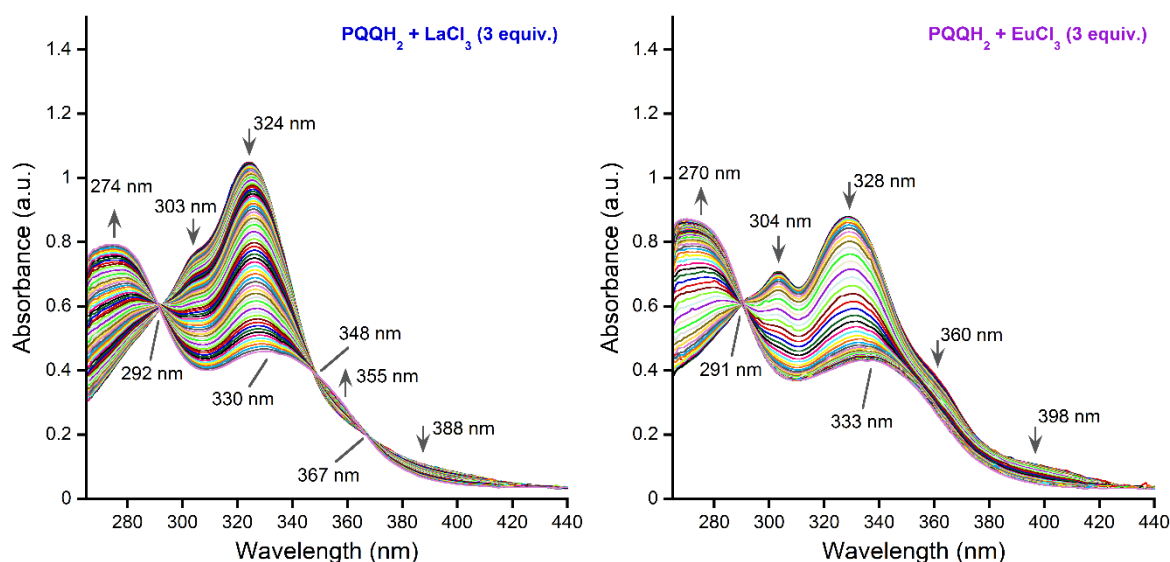 PQQH₂ + LaCl₃ (3 equiv.)
1.4
1.2
1
0.8
0.6
0.4
0.2
0
Absorbance (a.u.)
324 nm
274 nm
303 nm
292 nm
330 nm
348 nm
355 nm
388 nm
367 nm
280 300 320 340 360 380 400 420 440
Wavelength (nm)
PQQH₂ + EuCl₃ (3 equiv.)
1.4
1.2
1
0.8
0.6
0.4
0.2
0
Absorbance (a.u.)
270 nm
304 nm
328 nm
291 nm
360 nm
333 nm
398 nm
280 300 320 340 360 380 400 420 440
Wavelength (nm)